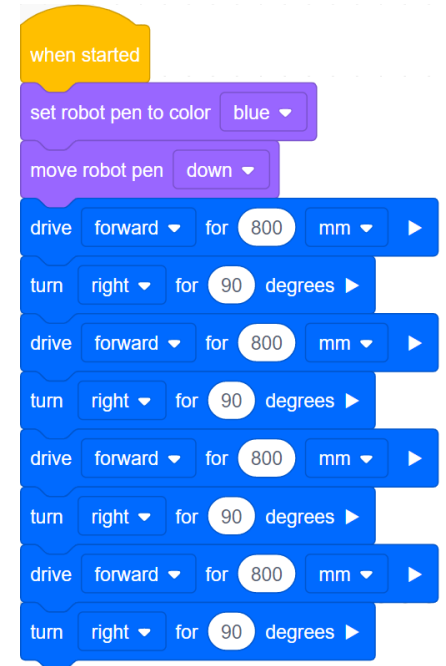 when started
set robot pen to color blue
move robot pen down
drive forward for 800 mm
turn right for 90 degrees
drive forward for 800 mm
turn right for 90 degrees
drive forward for 800 mm
turn right for 90 degrees
drive forward for 800 mm
turn right for 90 degrees